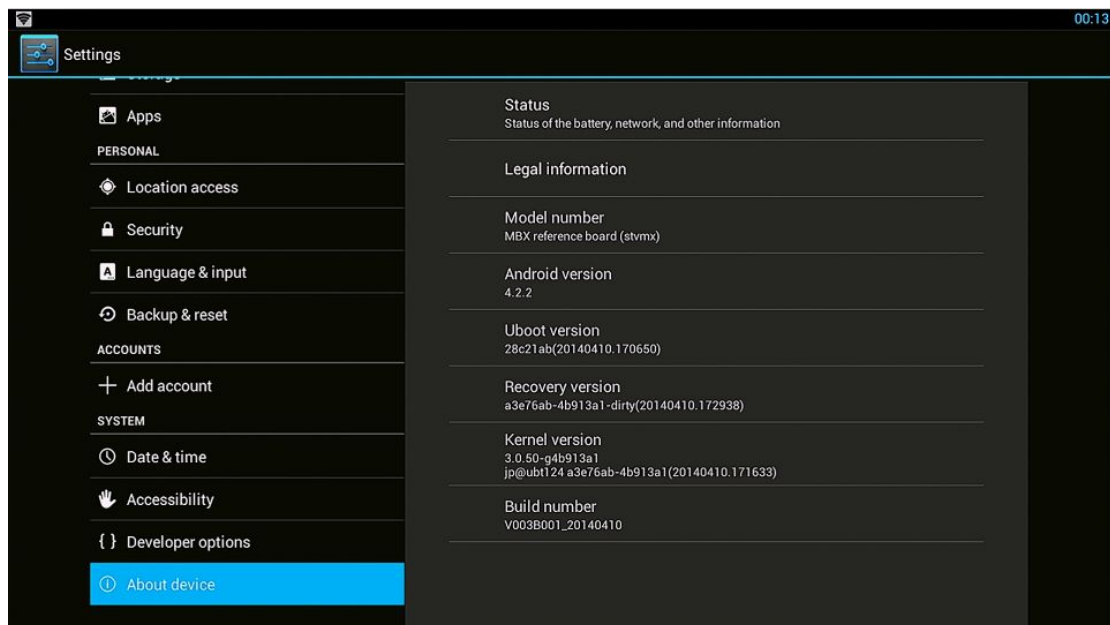 00:13
Settings
Apps
PERSONAL
Location access
Security
Language & input
Backup & reset
ACCOUNTS
Add account
SYSTEM
Date & time
Accessibility
{ } Developer options
About device
Status
Status of the battery, network, and other information
Legal information
Model number
MBX reference board (stvmx)
Android version
4.2.2
Uboot version
28c21ab(20140410.170650)
Recovery version
a3e76ab-4b913a1-dirty(20140410.172938)
Kernel version
3.0.50-g4b913a1
jp@ubt124 a3e76ab-4b913a1(20140410.171633)
Build number
V003B001_20140410